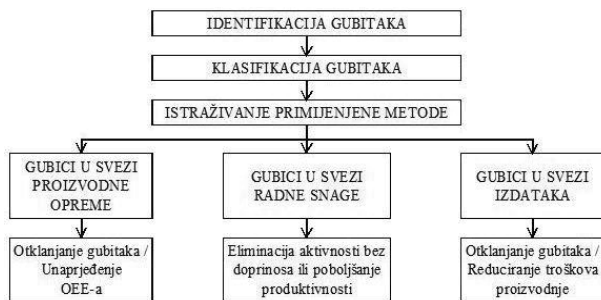 IDENTIFIKACIJA GUBITAKA
KLASIFIKACIJA GUBITAKA
ISTRAŽIVANJE PRIMIJENJENE METODE
GUBICI U SVEZI
PROIZVODNE
OPREME
GUBICI U SVEZI
RADNE SNAGE
GUBICI U SVEZI
IZDATAKA
Otklanjanje gubitaka /
Unaprjeđenje
OEE-a
Eliminacija aktivnosti bez
doprinosa ili poboljšanje
produktivnosti
Otklanjanje gubitaka /
Reduciranje troškova
proizvodnje